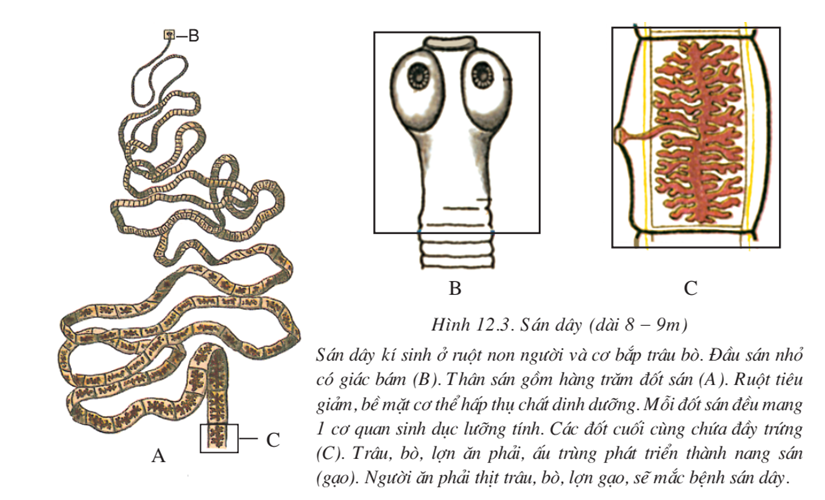 B
B
C
Hình 12.3. Sán dây (dài 8 – 9m)
Sán dây kí sinh ở ruột non người và cơ bắp trâu bò. Đầu sán nhỏ
có giác bám (B). Thân sán gồm hàng trăm đốt sán (A). Ruột tiêu
giảm, bề mặt cơ thể hấp thụ chất dinh dưỡng. Mỗi đốt sán đều mang
1 cơ quan sinh dục lưỡng tính. Các đốt cuối cùng chứa đầy trứng
(C). Trâu, bò, lợn ăn phải, ấu trùng phát triển thành nang sán
(gạo). Người ăn phải thịt trâu, bò, lợn gạo, sẽ mắc bệnh sán dây.
C
A